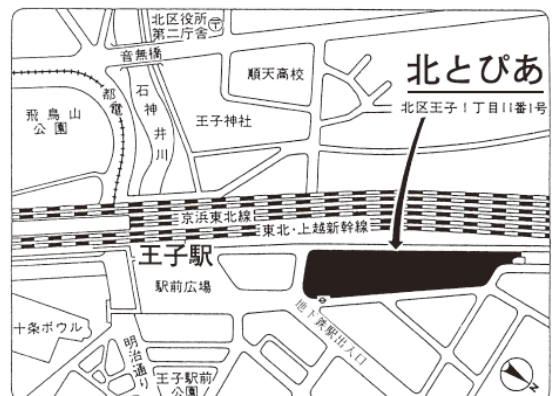 北区役所
第二庁舎
〒
音無橋
順天高校
北とぴあ
北区王子1丁目11番1号
都電
石神井川
飛鳥山
公園
王子神社
京浜東北線
東北・上越新幹線
王子駅
駅前広場
地下鉄駅出入口
十条ボウル
明治通り
王子駅前
公園
N